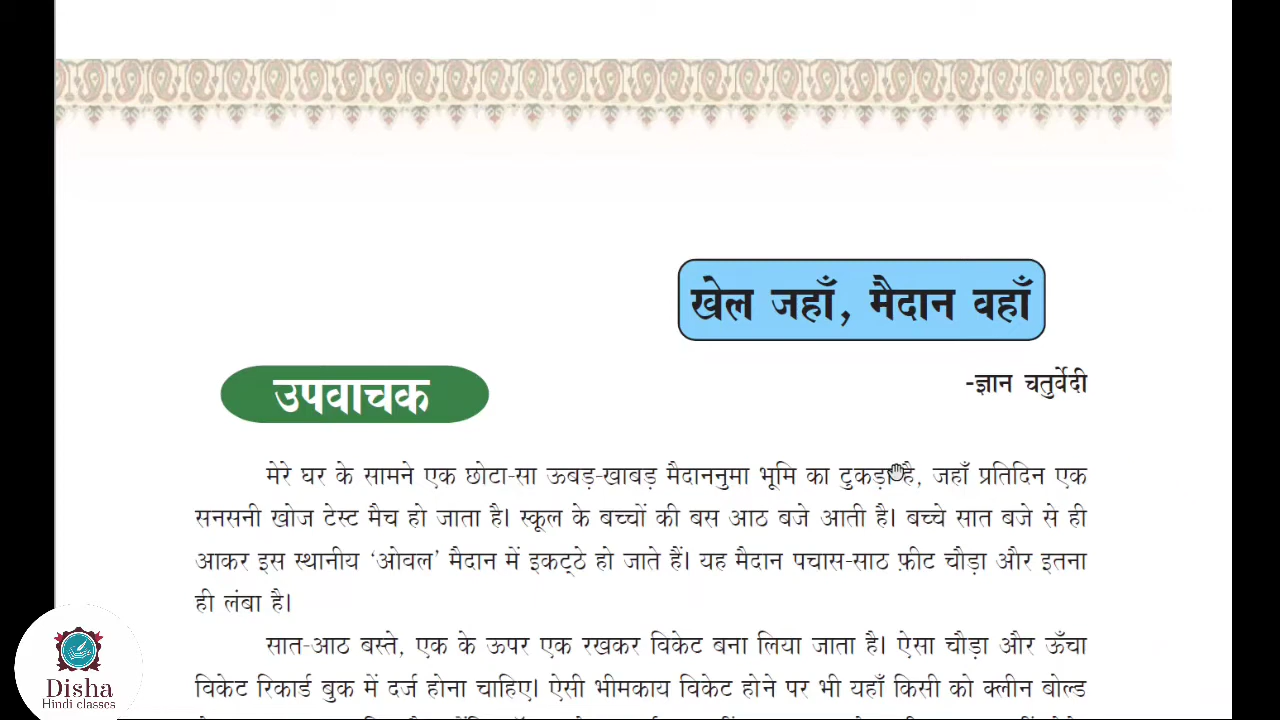 खेल जहाँ, मैदान वहाँ
उपवाचक
-ज्ञान चतुर्वेदी
मेरे घर के सामने एक छोटा-सा ऊबड़-खाबड़ मैदाननुमा भूमि का टुकड़ा है, जहाँ प्रतिदिन एक
सनसनी खोज टेस्ट मैच हो जाता है। स्कूल के बच्चों की बस आठ बजे आती है। बच्चे सात बजे से ही
आकर इस स्थानीय ‘ओवल’ मैदान में इकट्ठे हो जाते हैं। यह मैदान पचास-साठ फ़ीट चौड़ा और इतना
ही लंबा है।
सात-आठ बस्ते, एक के ऊपर एक रखकर विकेट बना लिया जाता है। ऐसा चौड़ा और ऊँचा
विकेट रिकार्ड बुक में दर्ज होना चाहिए। ऐसी भीमकाय विकेट होने पर भी यहाँ किसी को क्लीन बोल्ड
Disha
Hindi classes